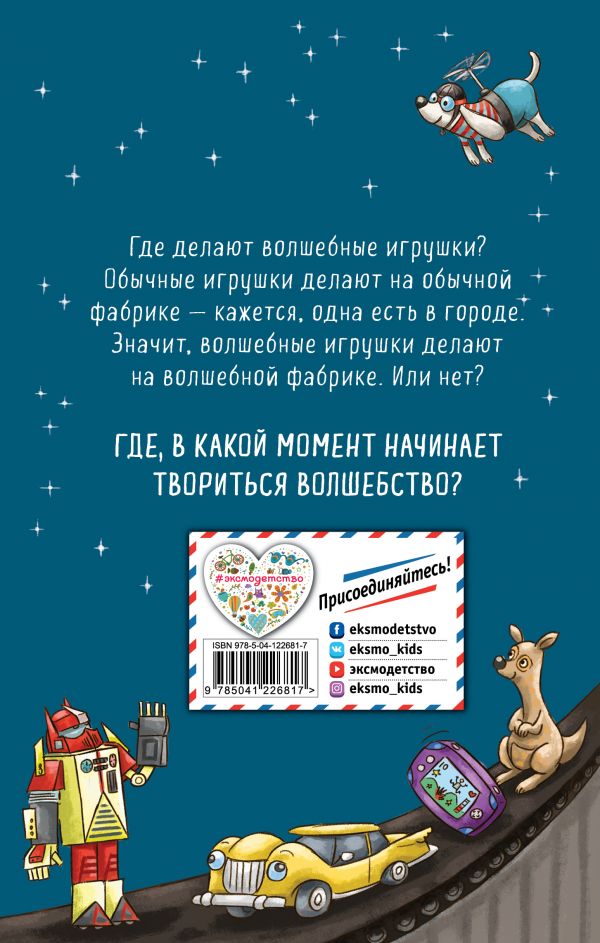 Где делают волшебные игрушки?
Обычные игрушки делают на обычной
фабрике — кажется, одна есть в городе.
Значит, волшебные игрушки делают
на волшебной фабрике. Или нет?
ГДЕ, В КАКОЙ МОМЕНТ НАЧИНАЕТ
ТВОРИТЬСЯ ВОЛШЕБСТВО?
#эксмодетство
Присоединяйтесь!
eksmodetstvo
eksmo_kids
эксмодетство
eksmo_kids
ISBN 978-5-04-122681-7
9 785041 226817 >
10